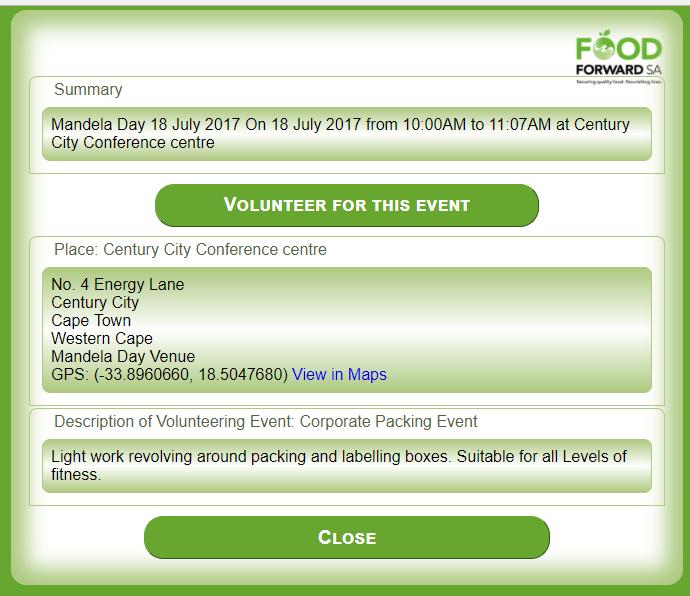 FOOD
FORWARD SA
Securing quality food. Nourishing lives.
Summary
Mandela Day 18 July 2017 On 18 July 2017 from 10:00AM to 11:07AM at Century
City Conference centre
VOLUNTEER FOR THIS EVENT
Place: Century City Conference centre
No. 4 Energy Lane
Century City
Cape Town
Western Cape
Mandela Day Venue
GPS: (-33.8960660, 18.5047680) View in Maps
Description of Volunteering Event: Corporate Packing Event
Light work revolving around packing and labelling boxes. Suitable for all Levels of
fitness.
CLOSE